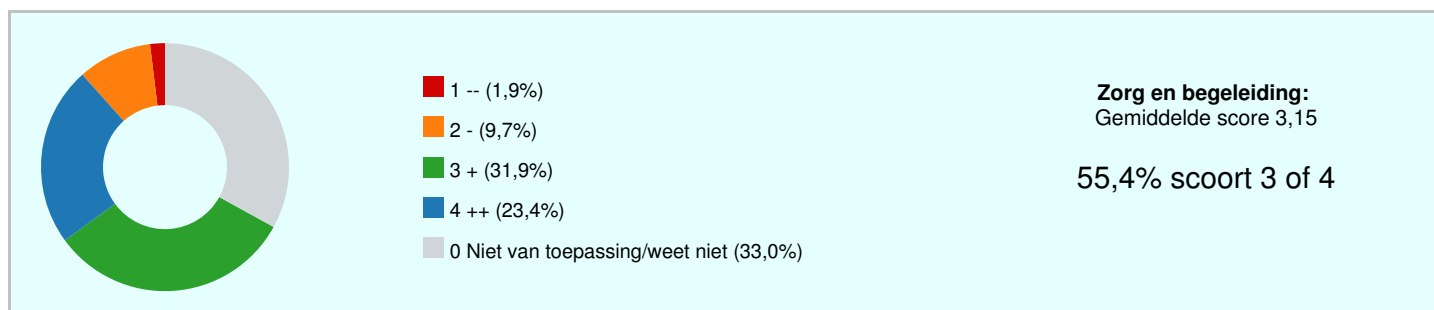 1 -- (1,9%)
2 - (9,7%)
3 + (31,9%)
4 ++ (23,4%)
0 Niet van toepassing/weet niet (33,0%)
Zorg en begeleiding:
Gemiddelde score 3,15
55,4% scoort 3 of 4